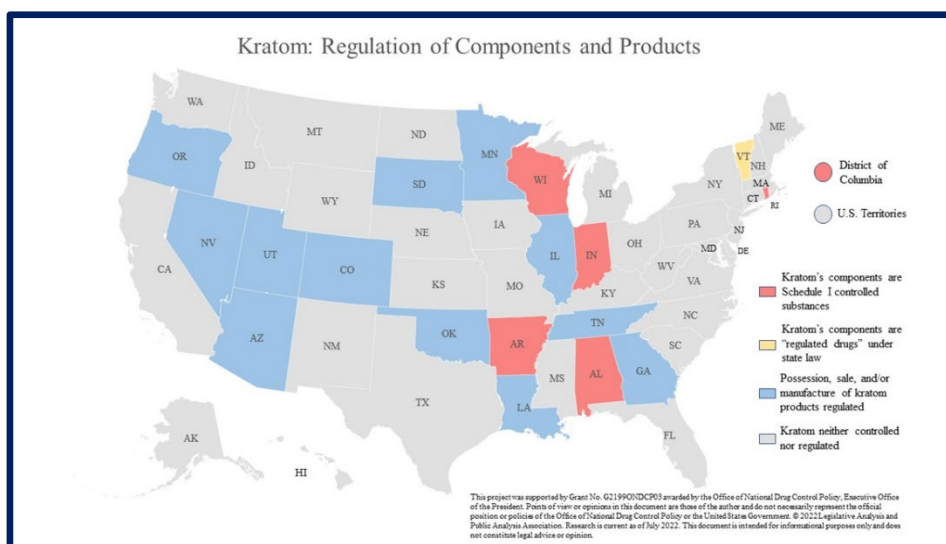 Kratom: Regulation of Components and Products
WA
MT
ND
MN
ME
OR
ID
SD
WI
VT
NH
WY
MI
NY
MA
CT
RI
NV
NE
IA
PA
NJ
UT
CO
IL
IN
OH
MD
DE
CA
KS
MO
WV
VA
KY
AZ
NM
OK
AR
TN
NC
SC
TX
MS
AL
GA
LA
FL
AK
HI
District of
Columbia
U.S. Territories
Kratom's components are
Schedule I controlled
substances
Kratom's components are
“regulated drugs” under
state law
Possession, sale, and/or
manufacture of kratom
products regulated
Kratom neither controlled
nor regulated
This project was supported by Grant No. G2199ONDCP03 awarded by the Office of National Drug Control Policy, Executive Office
of the President. Points of view or opinions in this document are those of the author and do not necessarily represent the official
position or policies of the Office of National Drug Control Policy or the United States Government. © 2022 Legislative Analysis and
Public Analysis Association. Research is current as of July 2022. This document is intended for informational purposes only and does
not constitute legal advice or opinion.